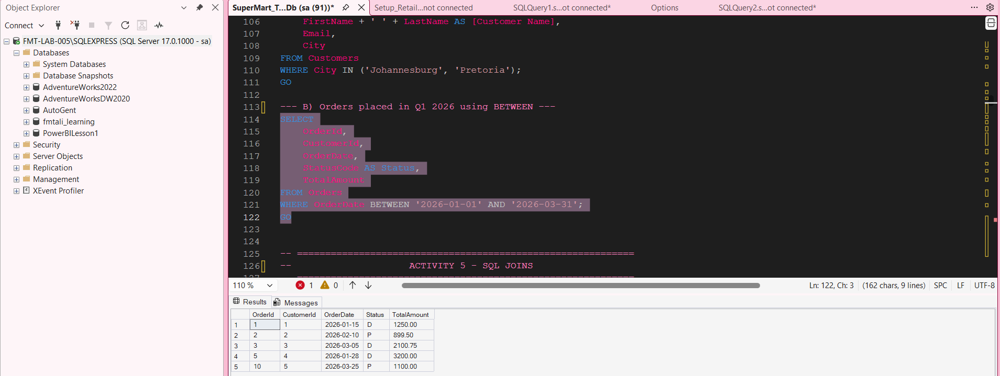 Object Explorer
Connect
FMT-LAB-005\SQLEXPRESS (SQL Server 17.0.1000 - sa)
Databases
System Databases
Database Snapshots
AdventureWorks2022
AdventureWorksDW2020
AutoGent
fmtali_learning
PowerBILesson1
Security
Server Objects
Replication
Management
XEvent Profiler
SuperMart_T...Db (sa (91))* Setup_Retail...not connected SQLQuery1.s...ot connected* Options SQLQuery2.s...ot connected*
106 FirstName + ' ' + LastName AS [Customer Name],
107 Email,
108 City
109 FROM Customers
110 WHERE City IN ('Johannesburg', 'Pretoria');
111 GO
112
113 --- B) Orders placed in Q1 2026 using BETWEEN ---
114 SELECT
115 OrderId,
116 CustomerId,
117 OrderDate,
118 StatusCode AS Status,
119 TotalAmount
120 FROM Orders
121 WHERE OrderDate BETWEEN '2026-01-01' AND '2026-03-31';
122 GO
123
124
125 -- ============================================================
126 -- ACTIVITY 5 - SQL JOINS
127 ============================================================
110 % 1 0 Ln: 122, Ch: 3 (162 chars, 9 lines) SPC LF UTF-8
Results Messages
OrderId CustomerId OrderDate Status TotalAmount
1 1 1 2026-01-15 D 1250.00
2 2 2 2026-02-10 P 899.50
3 3 3 2026-03-05 D 2100.75
4 5 4 2026-01-28 D 3200.00
5 10 5 2026-03-25 P 1100.00